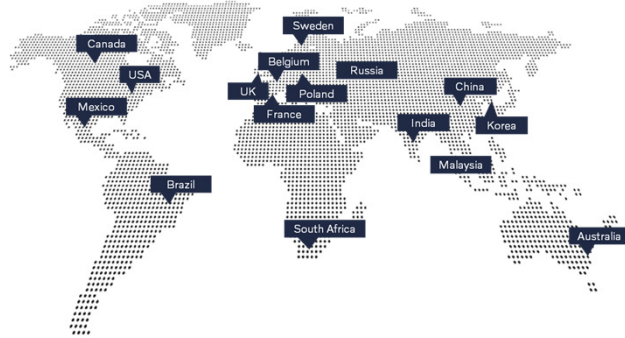 Sweden
Canada
Belgium
USA
Russia
China
UK
Poland
Mexico
France
India
Korea
Malaysia
Brazil
South Africa
Australia